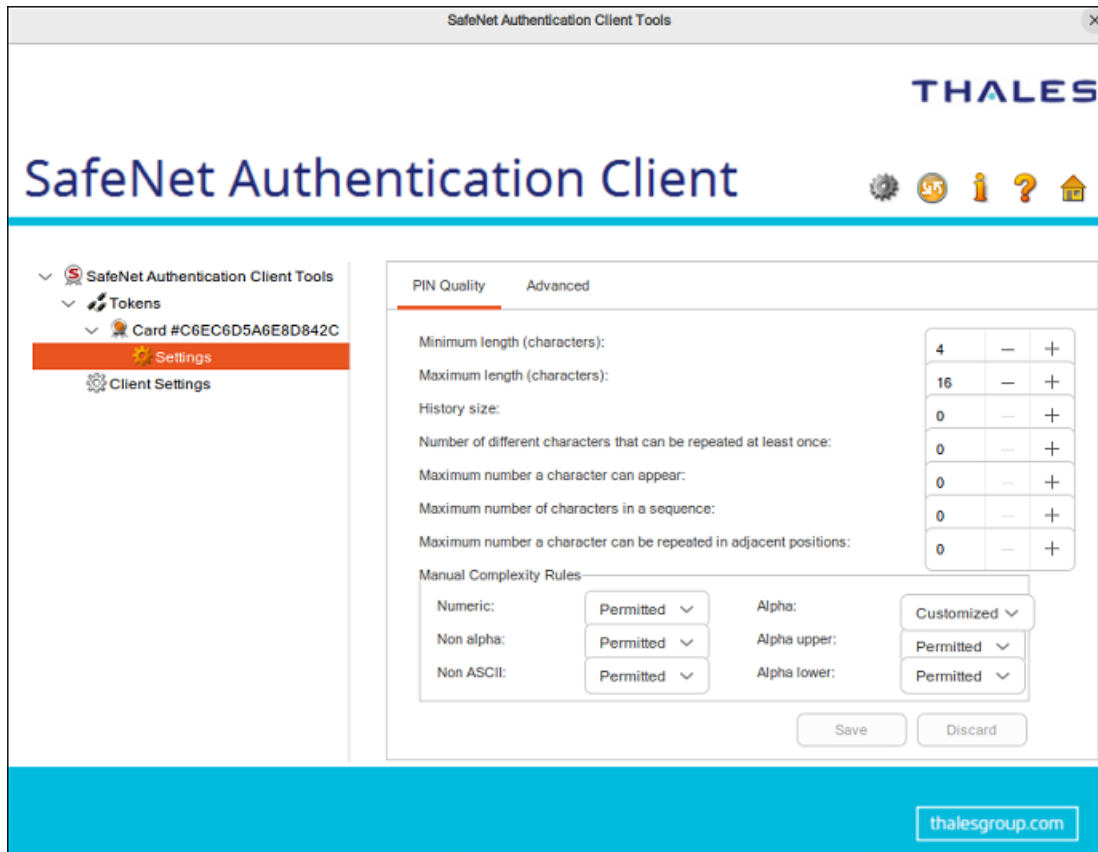 SafeNet Authentication Client Tools
THALES
SafeNet Authentication Client
SafeNet Authentication Client Tools
Tokens
Card #C6EC6D5A6E8D842C
Settings
Client Settings
PIN Quality Advanced
Minimum length (characters): 4
Maximum length (characters): 16
History size: 0
Number of different characters that can be repeated at least once: 0
Maximum number a character can appear: 0
Maximum number of characters in a sequence: 0
Maximum number a character can be repeated in adjacent positions: 0
Manual Complexity Rules
Numeric: Permitted Alpha: Customized
Non alpha: Permitted Alpha upper: Permitted
Non ASCII: Permitted Alpha lower: Permitted
Save Discard
thalesgroup.com